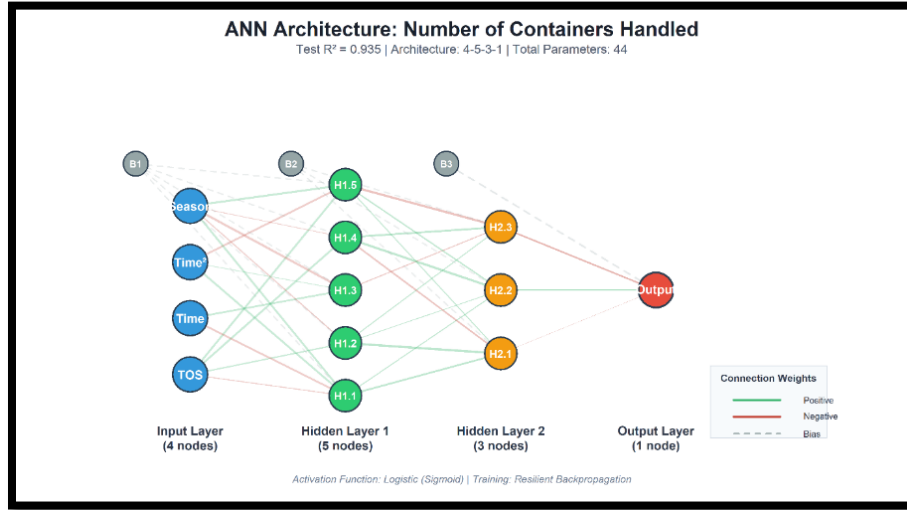 ANN Architecture: Number of Containers Handled
Test R² = 0.935 | Architecture: 4-5-3-1 | Total Parameters: 44
B1
B2
B3
Season
Time²
Time
TOS
H1.5
H1.4
H1.3
H1.2
H1.1
H2.3
H2.2
H2.1
Output
Connection Weights
Positive
Negative
Bias
Input Layer
(4 nodes)
Hidden Layer 1
(5 nodes)
Hidden Layer 2
(3 nodes)
Output Layer
(1 node)
Activation Function: Logistic (Sigmoid) | Training: Resilient Backpropagation